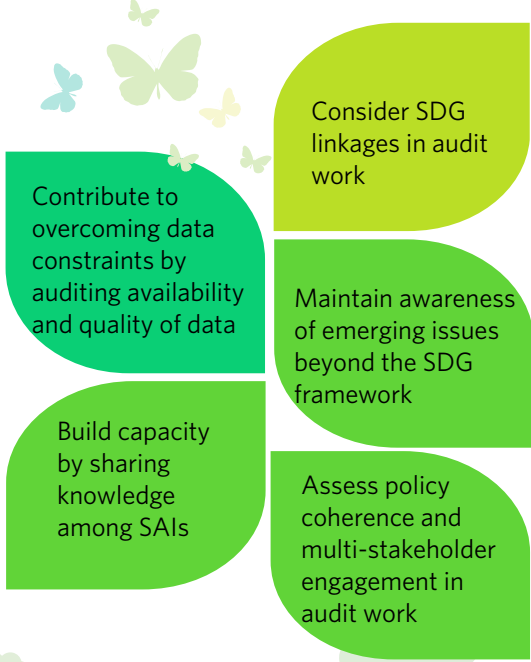 Consider SDG
linkages in audit
work
Contribute to
overcoming data
constraints by
auditing availability
and quality of data
Maintain awareness
of emerging issues
beyond the SDG
framework
Build capacity
by sharing
knowledge
among SAIs
Assess policy
coherence and
multi-stakeholder
engagement in
audit work